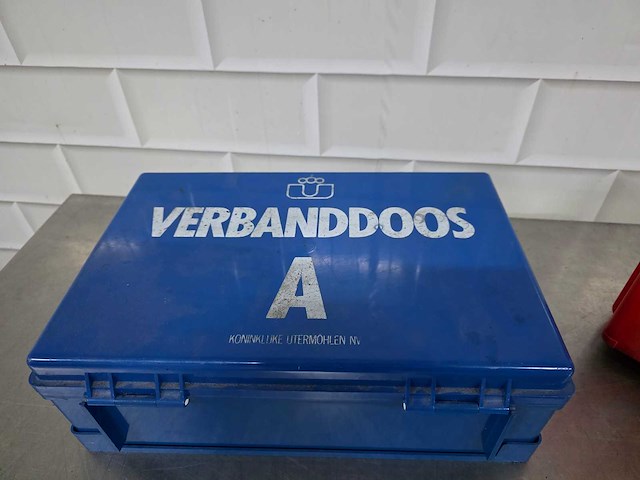 VERBANDDOOS
A
KONINKLIJKE UTERMÖHLEN NV